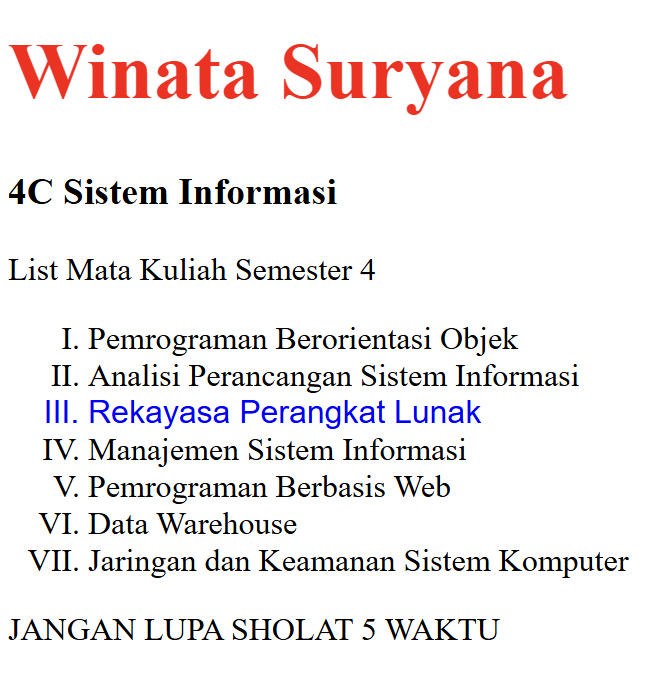 Winata Suryana
4C Sistem Informasi
List Mata Kuliah Semester 4
I. Pemrograman Berorientasi Objek
II. Analisi Perancangan Sistem Informasi
III. Rekayasa Perangkat Lunak
IV. Manajemen Sistem Informasi
V. Pemrograman Berbasis Web
VI. Data Warehouse
VII. Jaringan dan Keamanan Sistem Komputer
JANGAN LUPA SHOLAT 5 WAKTU